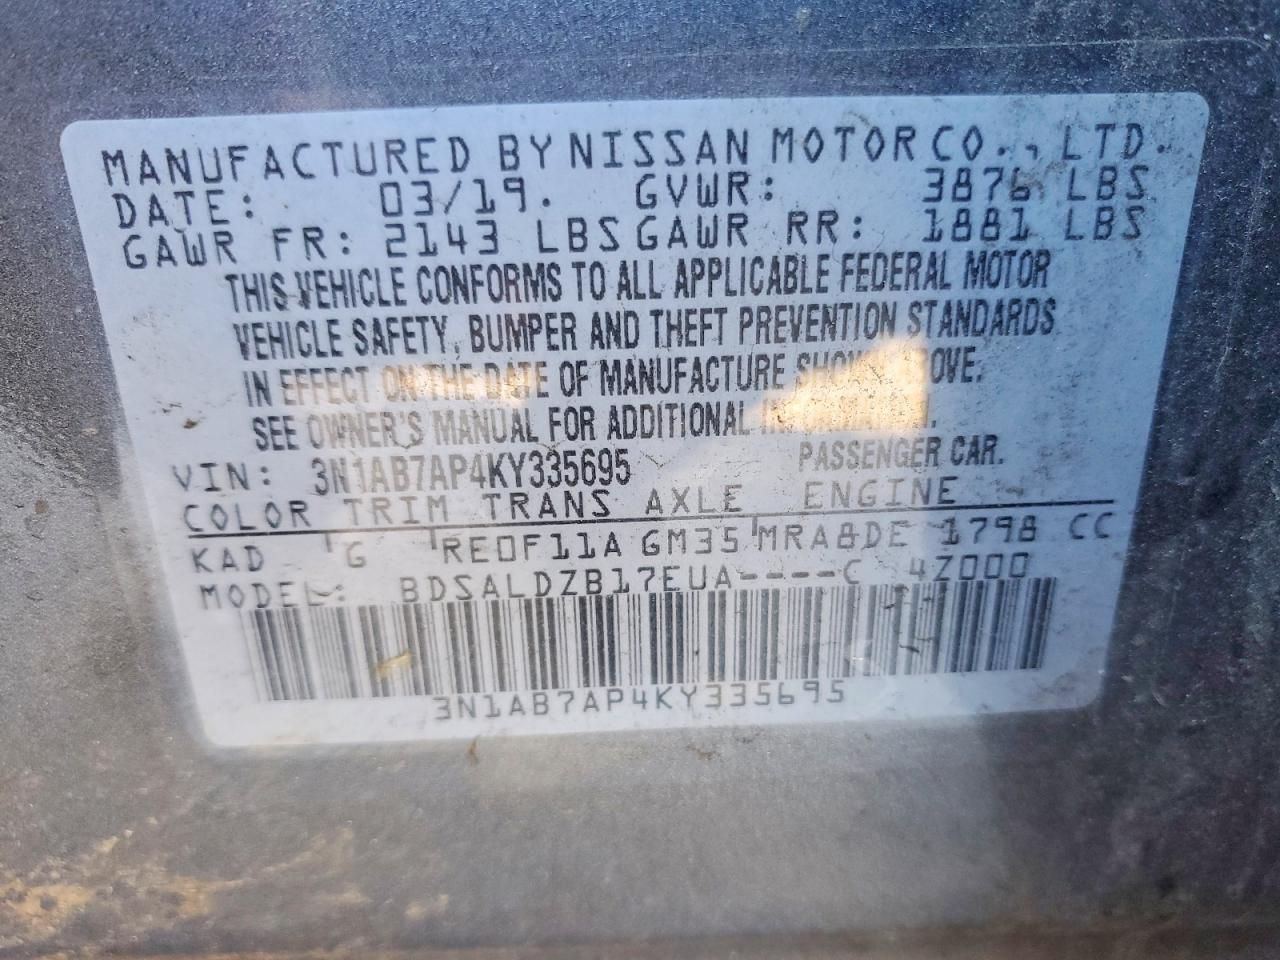 MANUFACTURED BY NISSAN MOTOR CO., LTD.
DATE: 03/19. GVWR: 3876 LBS
GAWR FR: 2143 LBS GAWR RR: 1881 LBS
THIS VEHICLE CONFORMS TO ALL APPLICABLE FEDERAL MOTOR
VEHICLE SAFETY, BUMPER AND THEFT PREVENTION STANDARDS
IN EFFECT ON THE DATE OF MANUFACTURE SHOWN ABOVE.
SEE OWNER'S MANUAL FOR ADDITIONAL INFORMATION.
VIN: 3N1AB7AP4KY335695 PASSENGER CAR.
COLOR TRIM TRANS AXLE ENGINE
KAD G RE0F11A GM35 MRA8DE 1798 CC
MODEL: BDSALDZB17EUA----C 4Z000
3N1AB7AP4KY335695